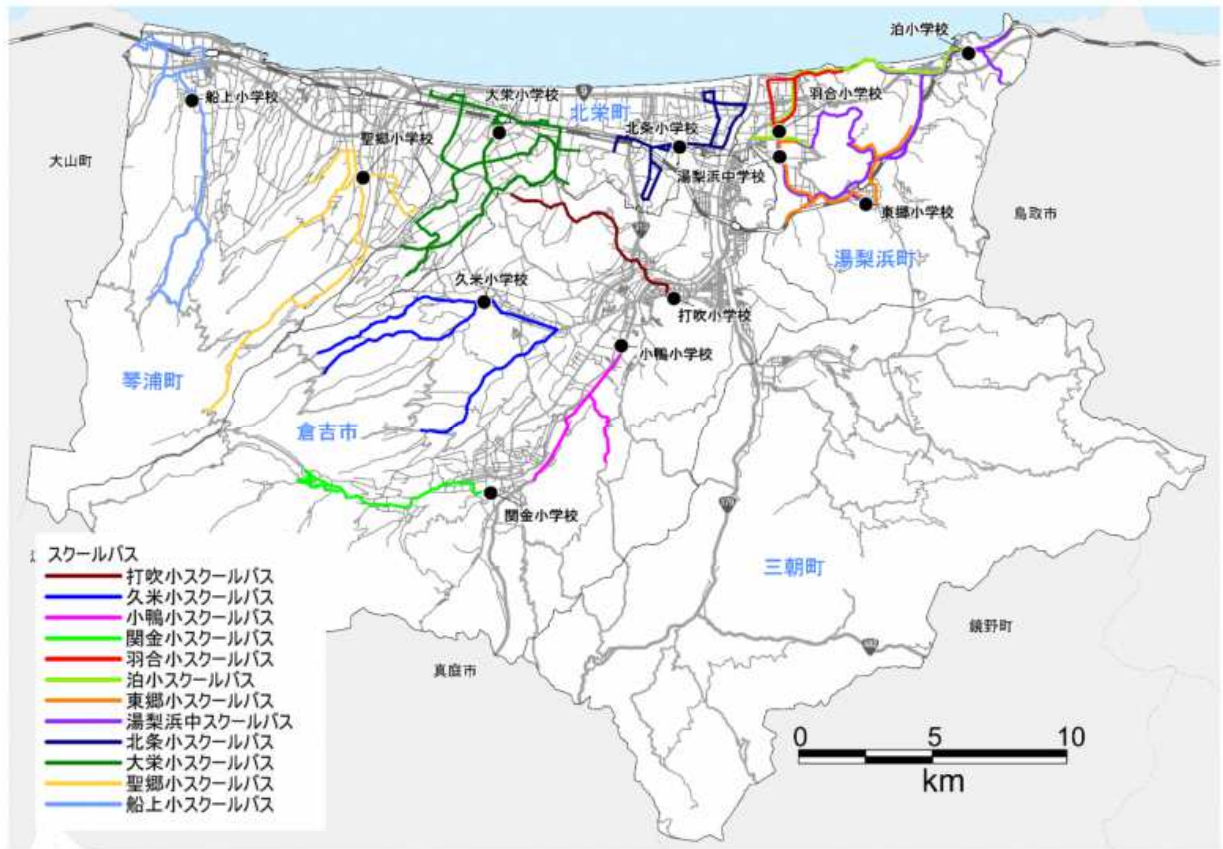 泊小学校
船上小学校
大栄小学校
北栄町
羽合小学校
9
聖郷小学校
北条小学校
大山町
湯梨浜中学校
東郷小学校
鳥取市
湯梨浜町
久米小学校
打吹小学校
小鴨小学校
琴浦町
倉吉市
関金小学校
三朝町
鏡野町
真庭市
スクールバス
打吹小スクールバス
久米小スクールバス
小鴨小スクールバス
関金小スクールバス
羽合小スクールバス
泊小スクールバス
東郷小スクールバス
湯梨浜中スクールバス
北条小スクールバス
大栄小スクールバス
聖郷小スクールバス
船上小スクールバス
0 5 10
km